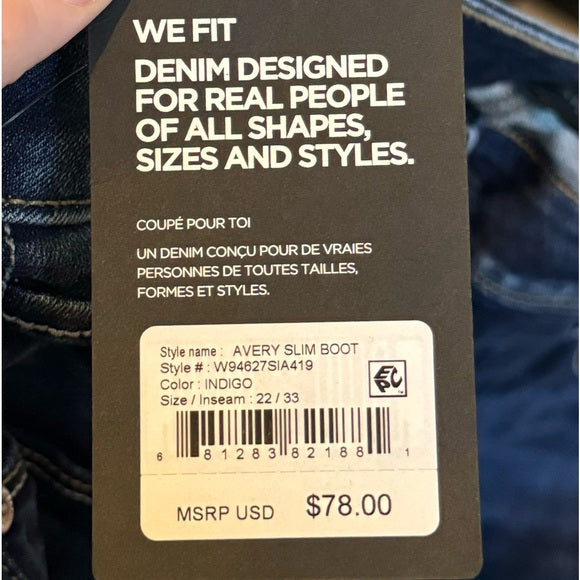 WE FIT
DENIM DESIGNED
FOR REAL PEOPLE
OF ALL SHAPES,
SIZES AND STYLES.
COUPÉ POUR TOI
UN DENIM CONÇU POUR DE VRAIES
PERSONNES DE TOUTES TAILLES,
FORMES ET STYLES.
Style name : AVERY SLIM BOOT
Style # : W94627SIA419
Color : INDIGO
Size / Inseam : 22 / 33
EPC
6 81283 82188 1
MSRP USD $78.00